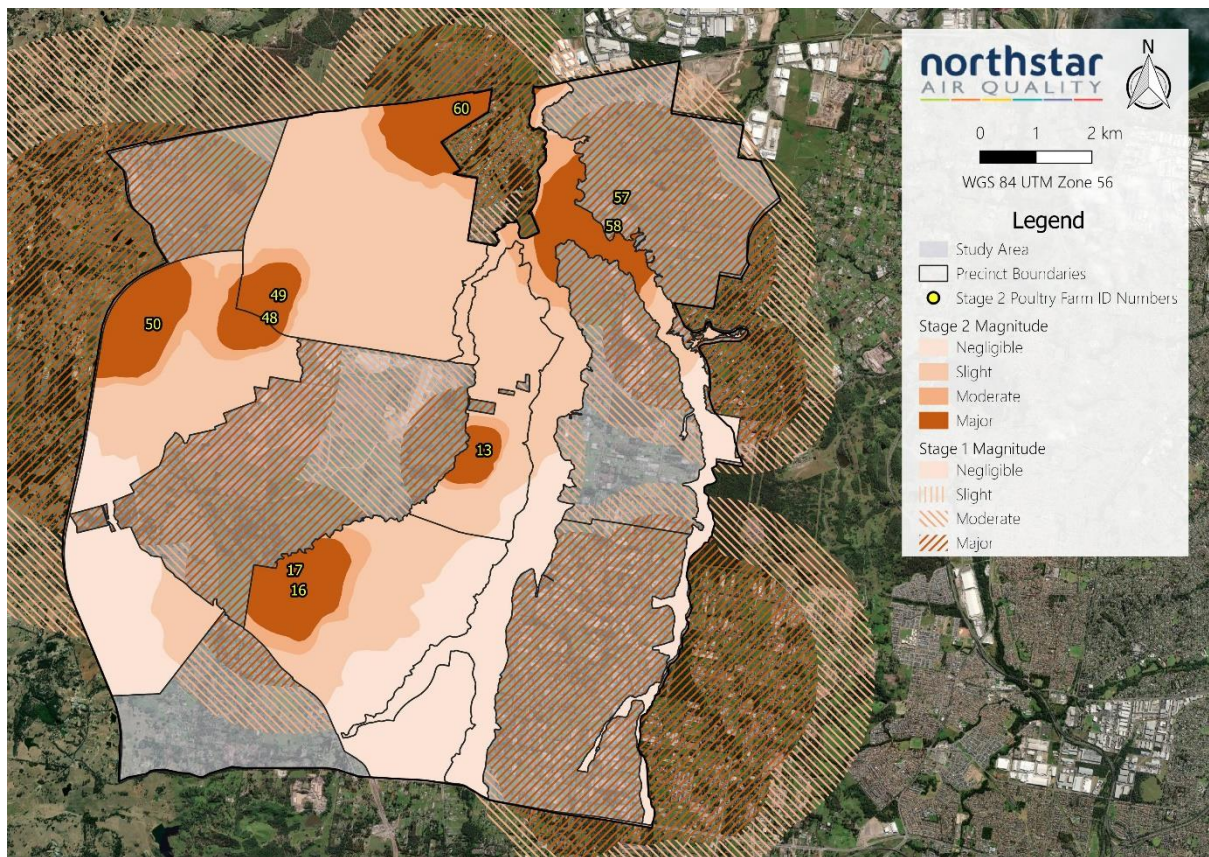 northstar
AIR QUALITY
N
0 1 2 km
WGS 84 UTM Zone 56
Legend
Study Area
Precinct Boundaries
Stage 2 Poultry Farm ID Numbers
Stage 2 Magnitude
Negligible
Slight
Moderate
Major
Stage 1 Magnitude
Negligible
Slight
Moderate
Major
60
57
58
49
48
50
13
17
16